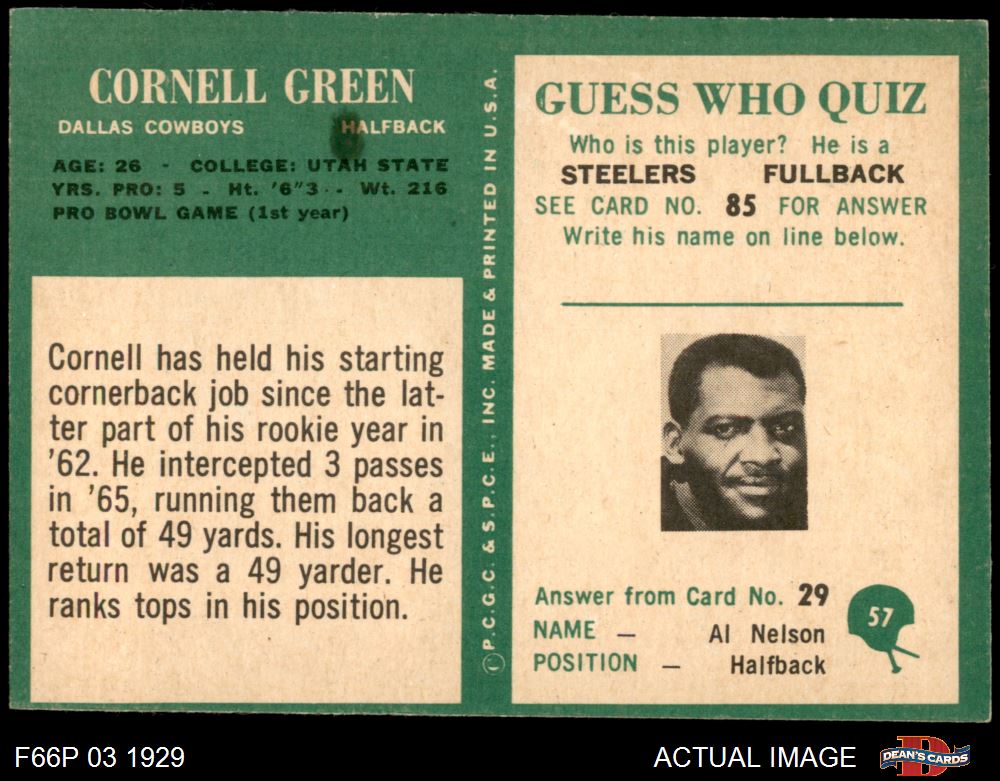 CORNELL GREEN
DALLAS COWBOYS HALFBACK
AGE: 26 - COLLEGE: UTAH STATE
YRS. PRO: 5 - Ht. '6"3 - Wt. 216
PRO BOWL GAME (1st year)
Cornell has held his starting
cornerback job since the lat-
ter part of his rookie year in
'62. He intercepted 3 passes
in '65, running them back a
total of 49 yards. His longest
return was a 49 yarder. He
ranks tops in his position.
© P.C.G.C. & S.P.C.E., INC. MADE & PRINTED IN U.S.A.
GUESS WHO QUIZ
Who is this player? He is a
STEELERS FULLBACK
SEE CARD NO. 85 FOR ANSWER
Write his name on line below.
Answer from Card No. 29
NAME — Al Nelson
POSITION — Halfback
57
F66P 03 1929
ACTUAL IMAGE
DEAN'S CARDS